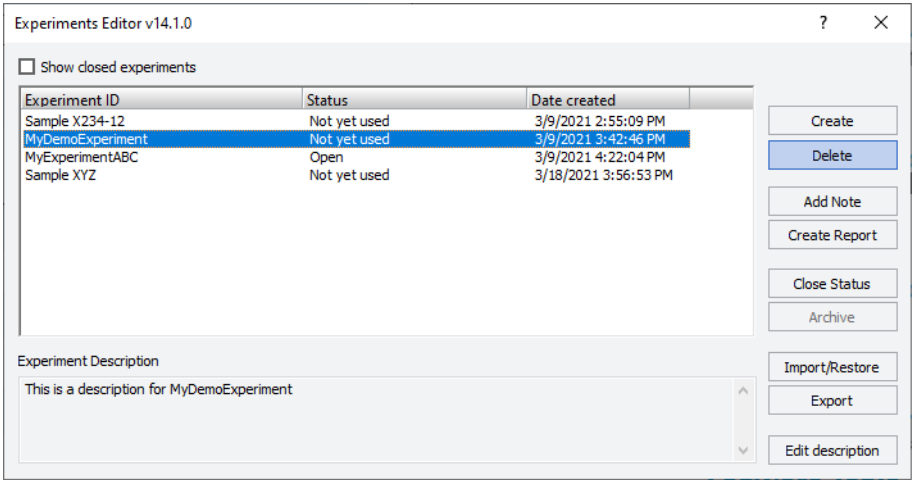 Experiments Editor v14.1.0 ?
Show closed experiments
Experiment ID Status Date created
Sample X234-12 Not yet used 3/9/2021 2:55:09 PM
MyDemoExperiment Not yet used 3/9/2021 3:42:46 PM
MyExperimentABC Open 3/9/2021 4:22:04 PM
Sample XYZ Not yet used 3/18/2021 3:56:53 PM
Create
Delete
Add Note
Create Report
Close Status
Archive
Experiment Description
This is a description for MyDemoExperiment
Import/Restore
Export
Edit description